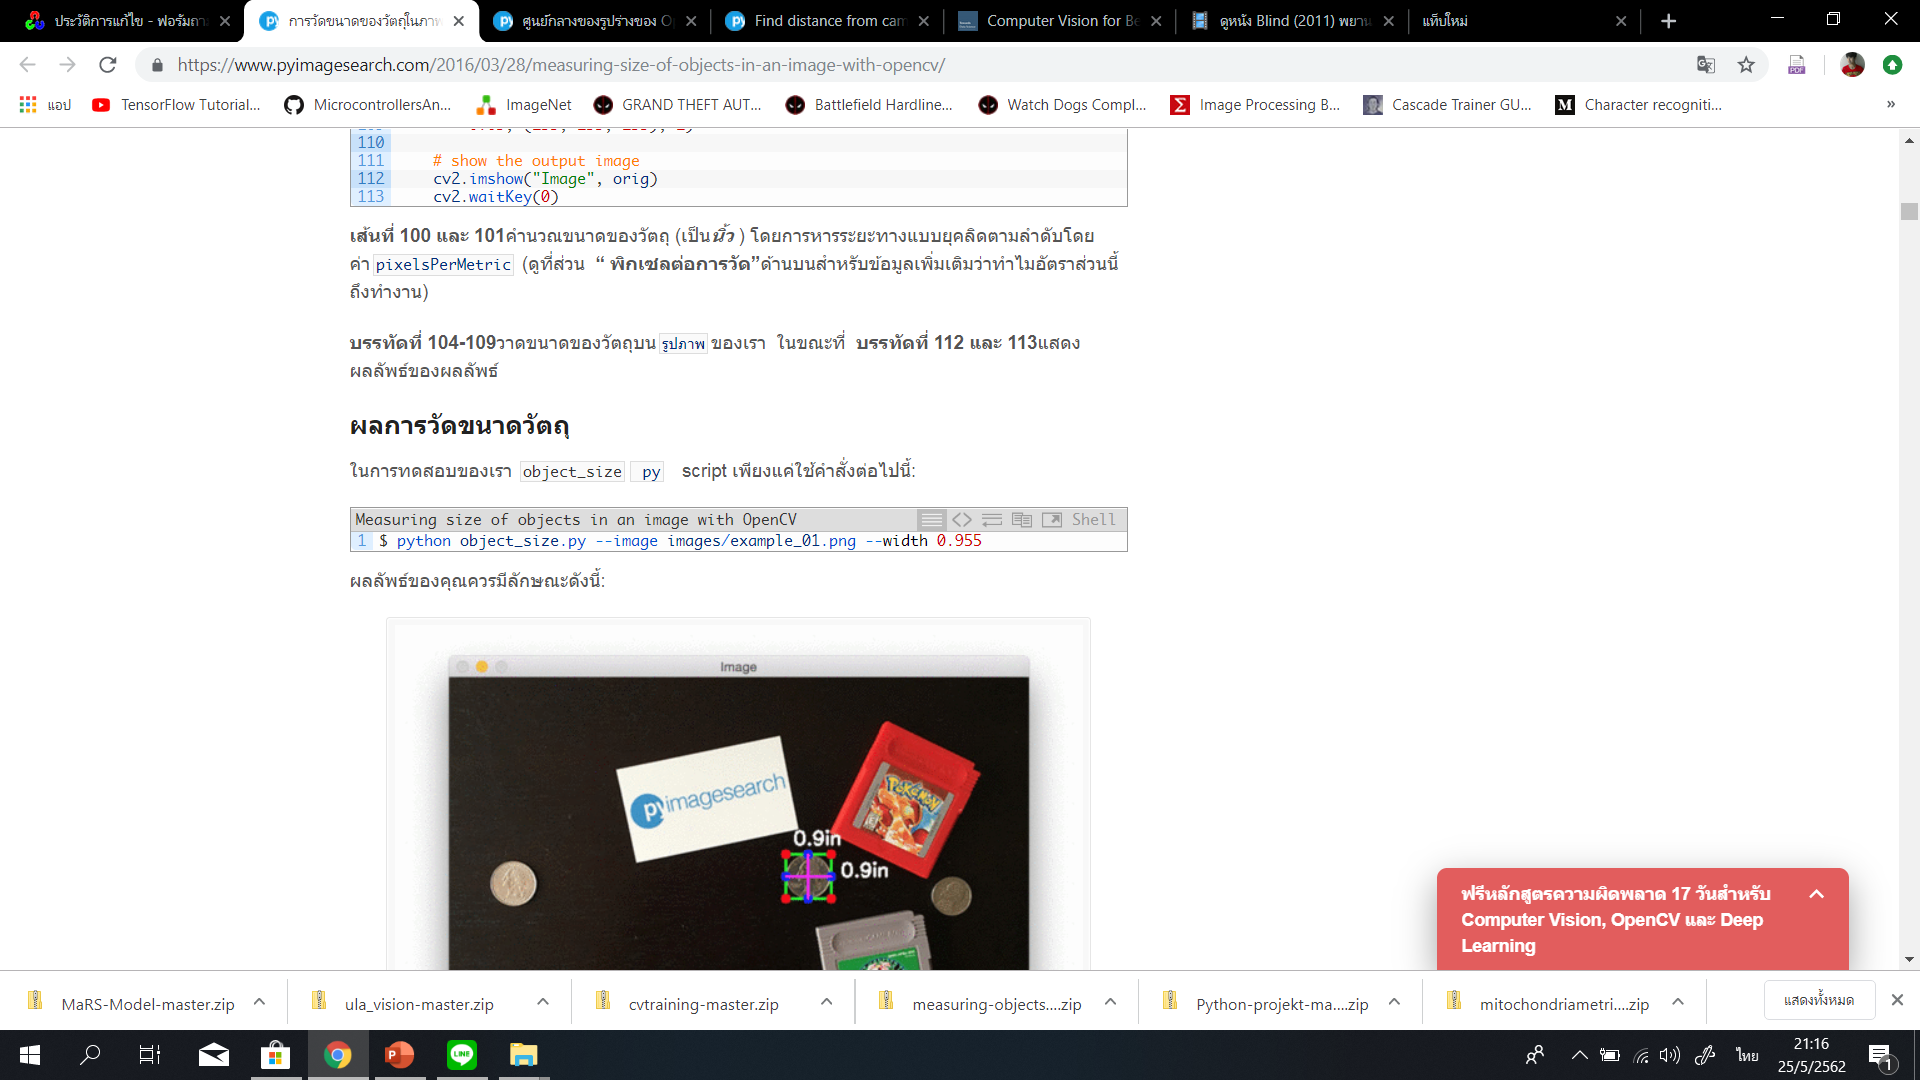 ประวัติการแก้ไข - ฟอรัมถาม
การวัดขนาดของวัตถุในภาพ
ศูนย์กลางของรูปร่างของ O
Find distance from cam
Computer Vision for Be
ดูหนัง Blind (2011) พยาน
แท็บใหม่
https://www.pyimagesearch.com/2016/03/28/measuring-size-of-objects-in-an-image-with-opencv/
แอป
TensorFlow Tutorial...
MicrocontrollersAn...
ImageNet
GRAND THEFT AUT...
Battlefield Hardline...
Watch Dogs Compl...
Image Processing B...
Cascade Trainer GU...
Character recogniti...
110
111 # show the output image
112 cv2.imshow("Image", orig)
113 cv2.waitKey(0)
เส้นที่ 100 และ 101คำนวณขนาดของวัตถุ (เป็นนิ้ว ) โดยการหารระยะทางแบบยุคลิดตามลำดับโดย
ค่า pixelsPerMetric (ดูที่ส่วน “ พิกเซลต่อการวัด”ด้านบนสำหรับข้อมูลเพิ่มเติมว่าทำไมอัตราส่วนนี้
ถึงทำงาน)
บรรทัดที่ 104-109วาดขนาดของวัตถุบน รูปภาพ ของเรา ในขณะที่ บรรทัดที่ 112 และ 113แสดง
ผลลัพธ์ของผลลัพธ์
ผลการวัดขนาดวัตถุ
ในการทดสอบของเรา object_size py script เพียงแค่ใช้คำสั่งต่อไปนี้:
Measuring size of objects in an image with OpenCV Shell
1 $ python object_size.py --image images/example_01.png --width 0.955
ผลลัพธ์ของคุณควรมีลักษณะดังนี้:
Image
pyimagesearch
POKéMON
0.9in
0.9in
ฟรีหลักสูตรความผิดพลาด 17 วันสำหรับ
Computer Vision, OpenCV และ Deep
Learning
MaRS-Model-master.zip
ula_vision-master.zip
cvtraining-master.zip
measuring-objects....zip
Python-projekt-ma....zip
mitochondriametri....zip
แสดงทั้งหมด
LINE
ไทย
21:16
25/5/2562
1